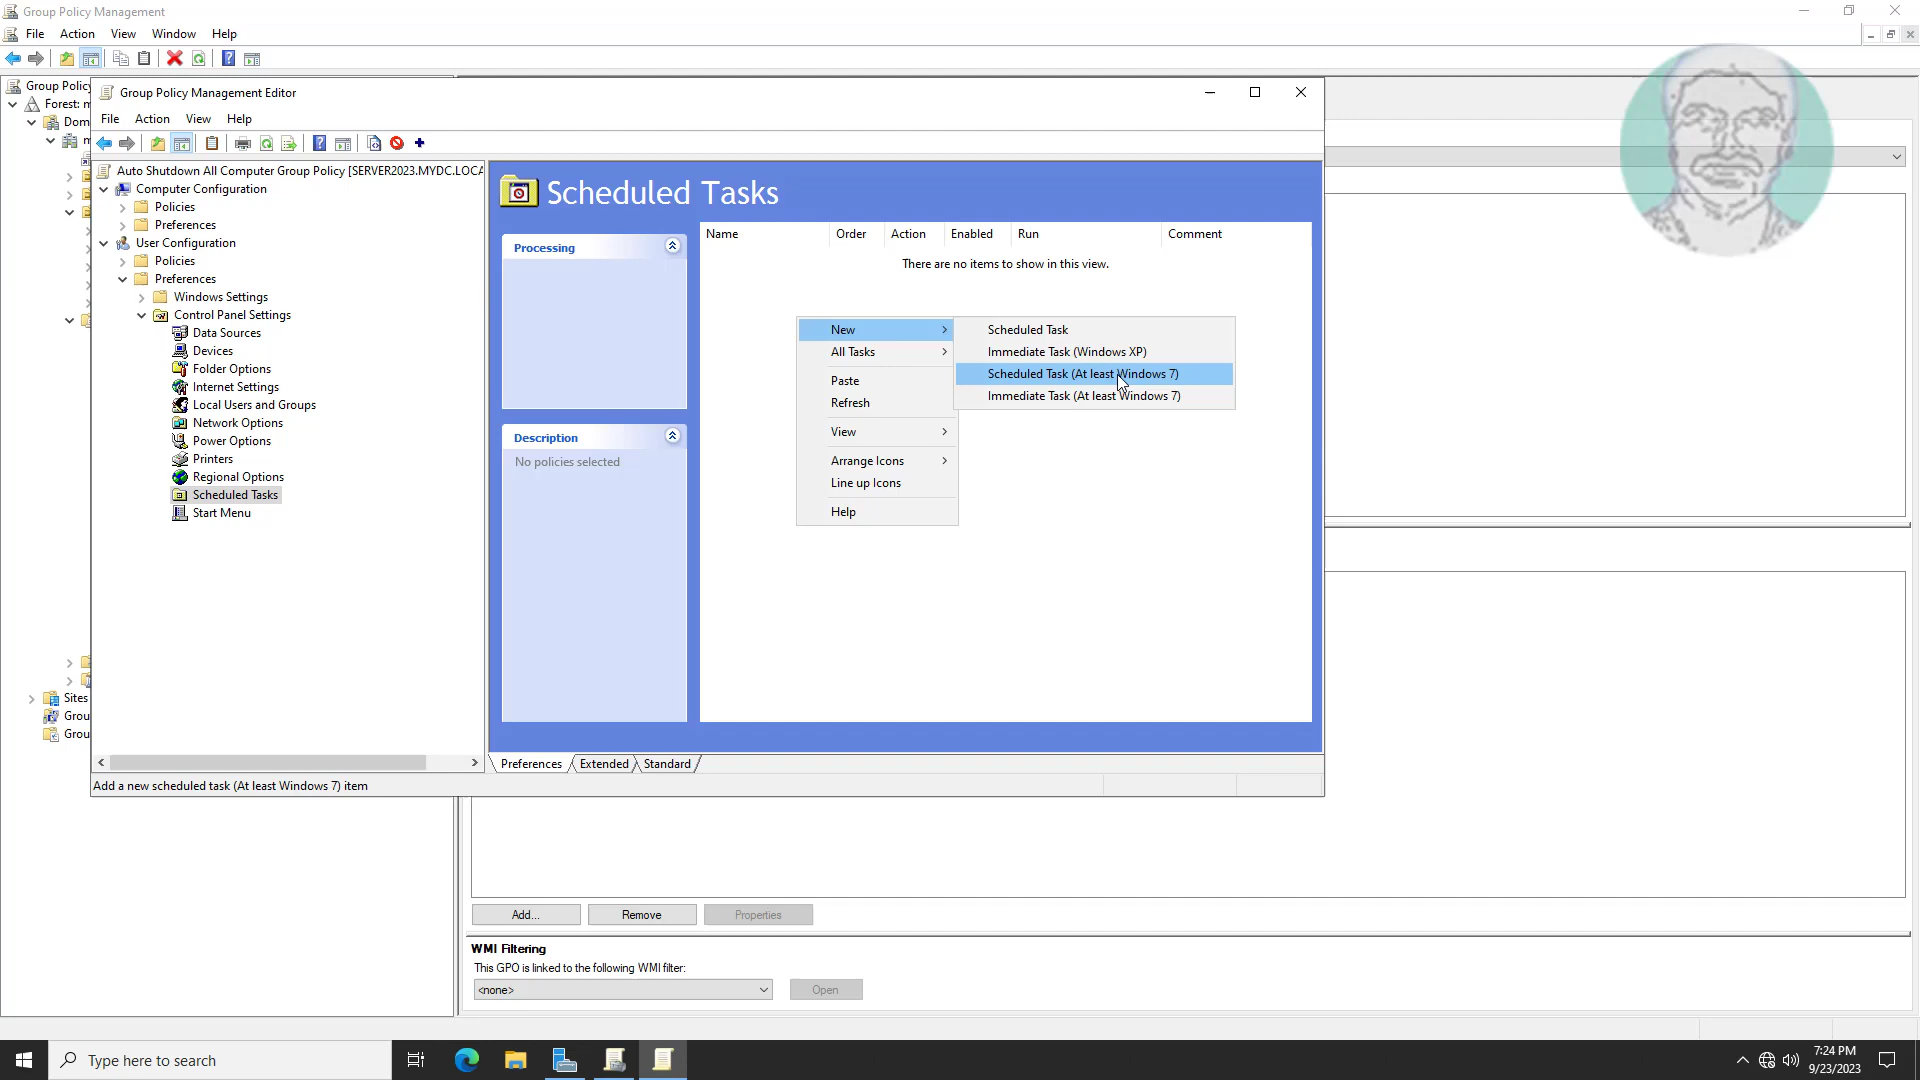 Group Policy Management
File Action View Window Help
Group Policy
Forest: m
Dom
m
Sites
Grou
Grou
Group Policy Management Editor
File Action View Help
Auto Shutdown All Computer Group Policy [SERVER2023.MYDC.LOCA
Computer Configuration
Policies
Preferences
User Configuration
Policies
Preferences
Windows Settings
Control Panel Settings
Data Sources
Devices
Folder Options
Internet Settings
Local Users and Groups
Network Options
Power Options
Printers
Regional Options
Scheduled Tasks
Start Menu
Scheduled Tasks
Processing
Description
No policies selected
Name Order Action Enabled Run Comment
There are no items to show in this view.
New
All Tasks
Paste
Refresh
View
Arrange Icons
Line up Icons
Help
Scheduled Task
Immediate Task (Windows XP)
Scheduled Task (At least Windows 7)
Immediate Task (At least Windows 7)
Preferences Extended Standard
Add a new scheduled task (At least Windows 7) item
Add... Remove Properties
WMI Filtering
This GPO is linked to the following WMI filter:
<none> Open
Type here to search
7:24 PM
9/23/2023